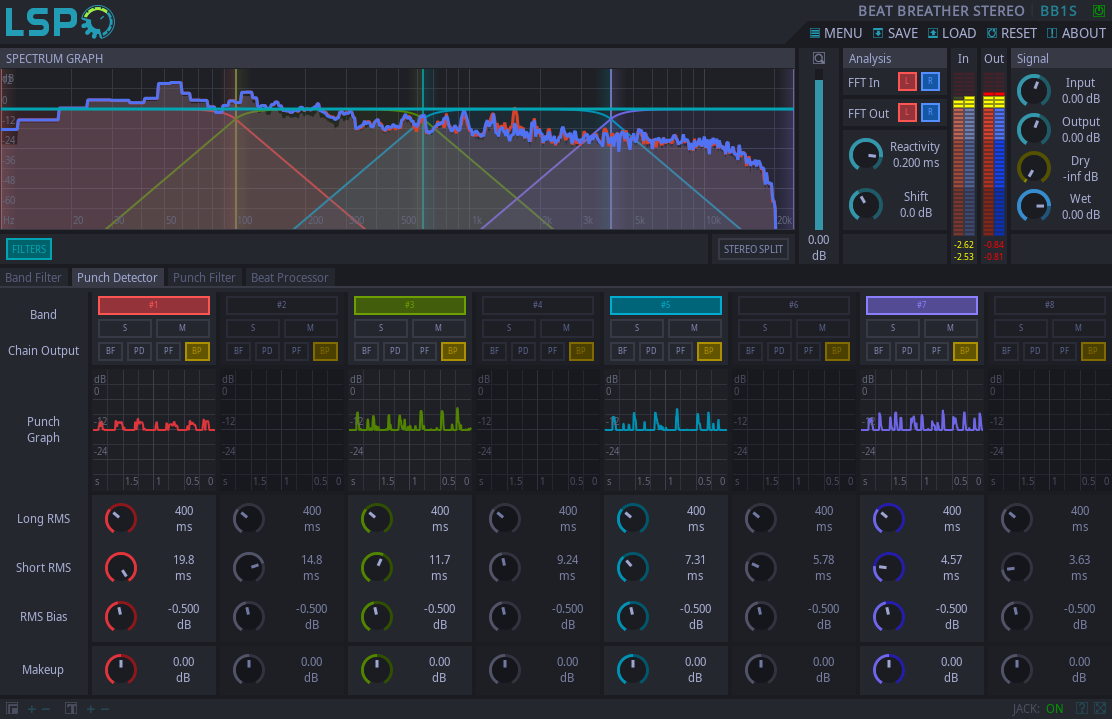 LSP
BEAT BREATHER STEREO BB1S
MENU SAVE LOAD RESET ABOUT
SPECTRUM GRAPH
dB
12
0
-12
-24
-36
-48
-60
Hz 20 30 50 100 200 300 500 1k 2k 3k 5k 10k 20k
FILTERS
STEREO SPLIT
0.00
dB
Analysis
FFT In L R
FFT Out L R
Reactivity
0.200 ms
Shift
0.0 dB
In Out
-2.62 -0.84
-2.53 -0.81
Signal
Input
0.00 dB
Output
0.00 dB
Dry
-inf dB
Wet
0.00 dB
Band Filter Punch Detector Punch Filter Beat Processor
Band #1 #2 #3 #4 #5 #6 #7 #8
S M S M S M S M S M S M S M S M
Chain Output BF PD PF BP BF PD PF BP BF PD PF BP BF PD PF BP BF PD PF BP BF PD PF BP BF PD PF BP BF PD PF BP
dB dB dB dB dB dB dB dB
0 0 0 0 0 0 0 0
Punch
Graph
-12 -12 -12 -12 -12 -12 -12 -12
-24 -24 -24 -24 -24 -24 -24 -24
s 1.5 1 0.5 0 s 1.5 1 0.5 0 s 1.5 1 0.5 0 s 1.5 1 0.5 0 s 1.5 1 0.5 0 s 1.5 1 0.5 0 s 1.5 1 0.5 0 s 1.5 1 0.5 0
Long RMS 400 400 400 400 400 400 400 400
ms ms ms ms ms ms ms ms
Short RMS 19.8 14.8 11.7 9.24 7.31 5.78 4.57 3.63
ms ms ms ms ms ms ms ms
RMS Bias -0.500 -0.500 -0.500 -0.500 -0.500 -0.500 -0.500 -0.500
dB dB dB dB dB dB dB dB
Makeup 0.00 0.00 0.00 0.00 0.00 0.00 0.00 0.00
dB dB dB dB dB dB dB dB
JACK: ON